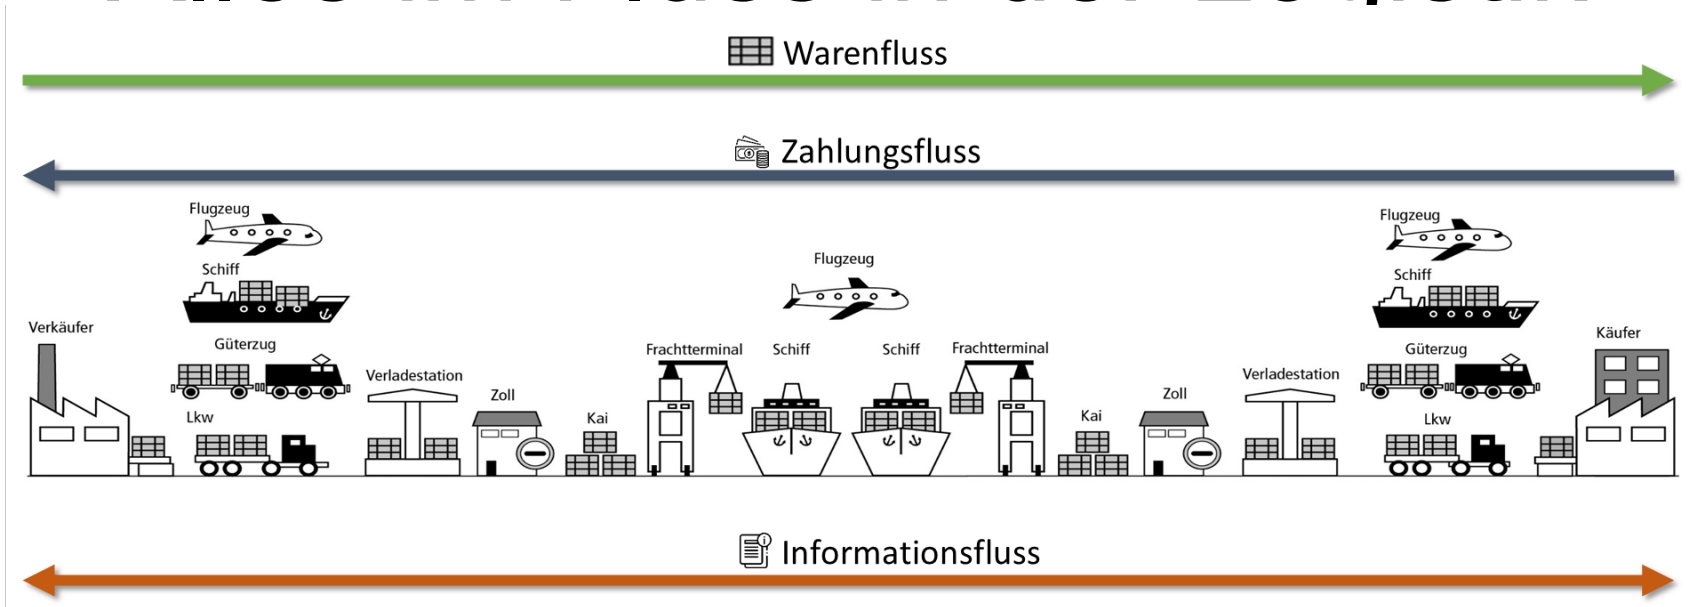 Warenfluss
Zahlungsfluss
Flugzeug
Flugzeug
Flugzeug
Schiff
Schiff
Verkäufer
Käufer
Güterzug
Frachtterminal
Schiff
Schiff
Frachtterminal
Güterzug
Verladestation
Verladestation
Zoll
Zoll
Lkw
Kai
Kai
Lkw
Informationsfluss